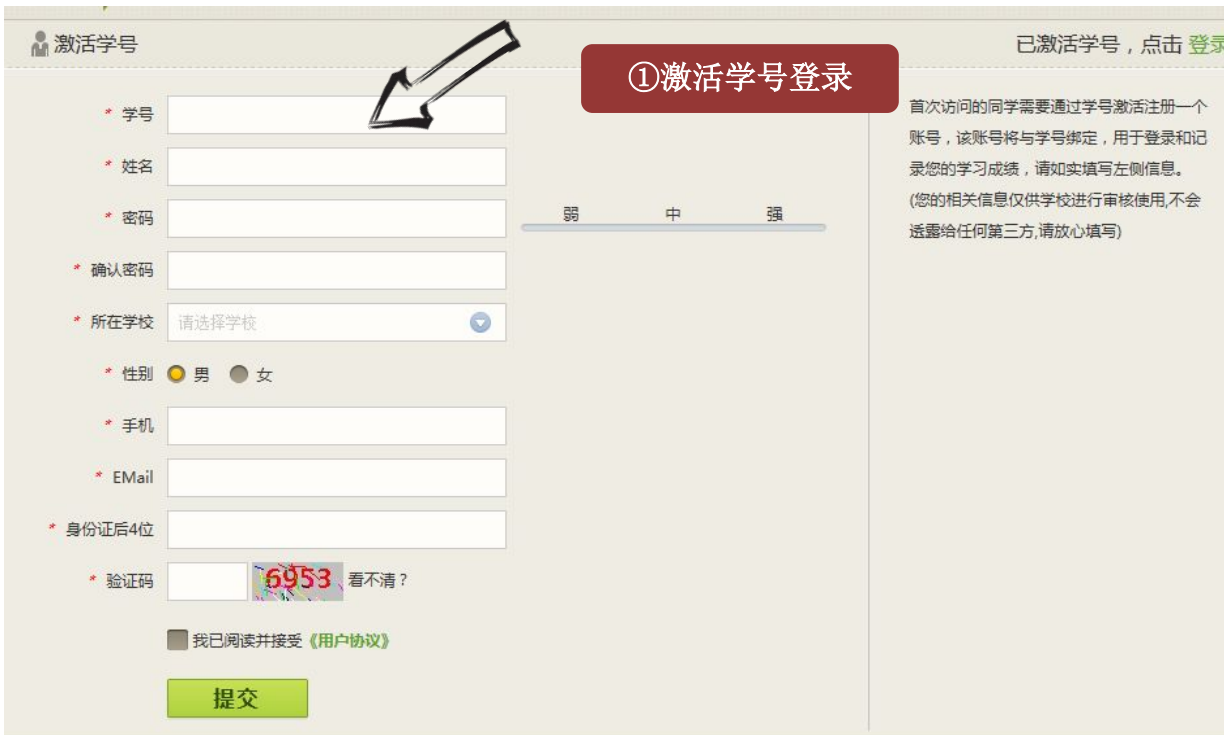 激活学号
已激活学号，点击 登录
①激活学号登录
* 学号
* 姓名
* 密码
弱 中 强
* 确认密码
* 所在学校 请选择学校
* 性别 男 女
* 手机
* EMail
* 身份证后4位
* 验证码 6953 看不清？
我已阅读并接受《用户协议》
提交
首次访问的同学需要通过学号激活注册一个
账号，该账号将与学号绑定，用于登录和记
录您的学习成绩，请如实填写左侧信息。
(您的相关信息仅供学校进行审核使用,不会
透露给任何第三方,请放心填写)